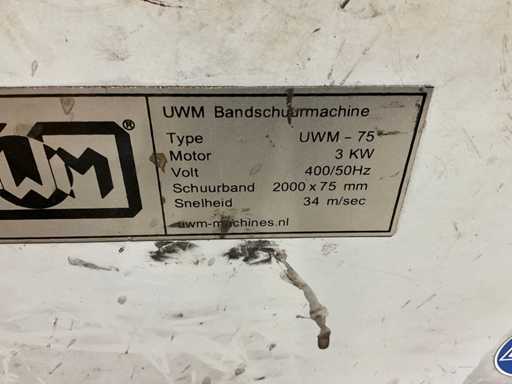 UWM ®
UWM Bandschuurmachine
Type UWM - 75
Motor 3 KW
Volt 400/50Hz
Schuurband 2000 x 75 mm
Snelheid 34 m/sec
uwm-machines.nl